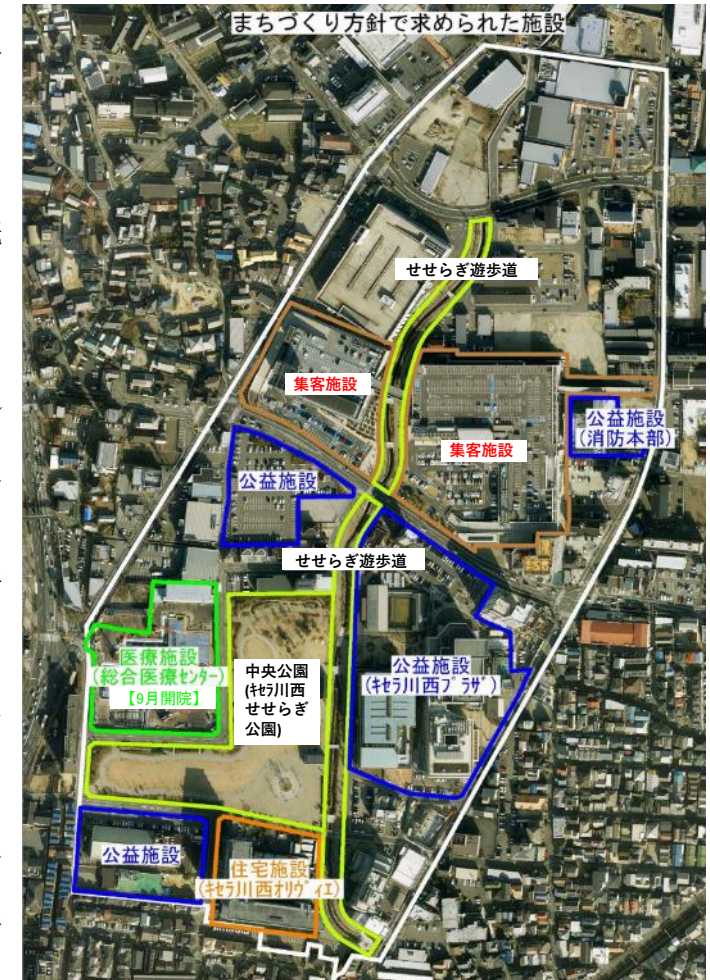 まちづくり方針で求められた施設
せせらぎ遊歩道
集客施設
集客施設
公益施設
(消防本部)
公益施設
せせらぎ遊歩道
医療施設
(総合医療ｾﾝﾀｰ)
【9月開院】
中央公園
(ｷｾﾗ川西
せせらぎ
公園)
公益施設
(ｷｾﾗ川西ﾌﾟﾗｻﾞ)
公益施設
住宅施設
(ｷｾﾗ川西ｵﾘｳﾞｨｴ)